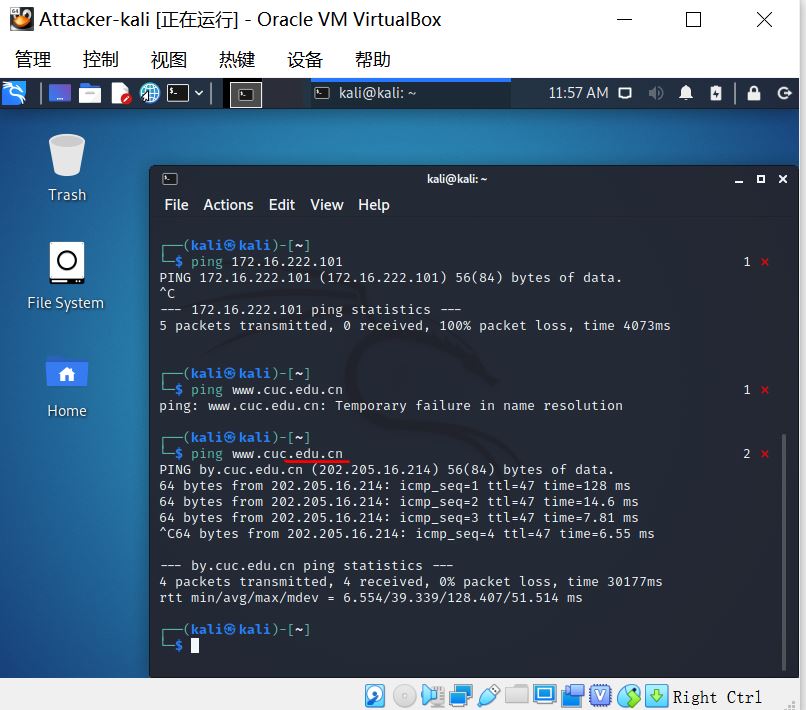 Attacker-kali [正在运行] - Oracle VM VirtualBox
管理 控制 视图 热键 设备 帮助
kali@kali: ~ 11:57 AM
Trash
File System
Home
kali@kali: ~
File Actions Edit View Help
┌──(kali㉿kali)-[~]
└─$ ping 172.16.222.101 1 ⨯
PING 172.16.222.101 (172.16.222.101) 56(84) bytes of data.
^C
--- 172.16.222.101 ping statistics ---
5 packets transmitted, 0 received, 100% packet loss, time 4073ms
┌──(kali㉿kali)-[~]
└─$ ping www.cuc.edu.cn 1 ⨯
ping: www.cuc.edu.cn: Temporary failure in name resolution
┌──(kali㉿kali)-[~]
└─$ ping www.cuc.edu.cn 2 ⨯
PING by.cuc.edu.cn (202.205.16.214) 56(84) bytes of data.
64 bytes from 202.205.16.214: icmp_seq=1 ttl=47 time=128 ms
64 bytes from 202.205.16.214: icmp_seq=2 ttl=47 time=14.6 ms
64 bytes from 202.205.16.214: icmp_seq=3 ttl=47 time=7.81 ms
^C64 bytes from 202.205.16.214: icmp_seq=4 ttl=47 time=6.55 ms
--- by.cuc.edu.cn ping statistics ---
4 packets transmitted, 4 received, 0% packet loss, time 30177ms
rtt min/avg/max/mdev = 6.554/39.339/128.407/51.514 ms
┌──(kali㉿kali)-[~]
└─$
Right Ctrl